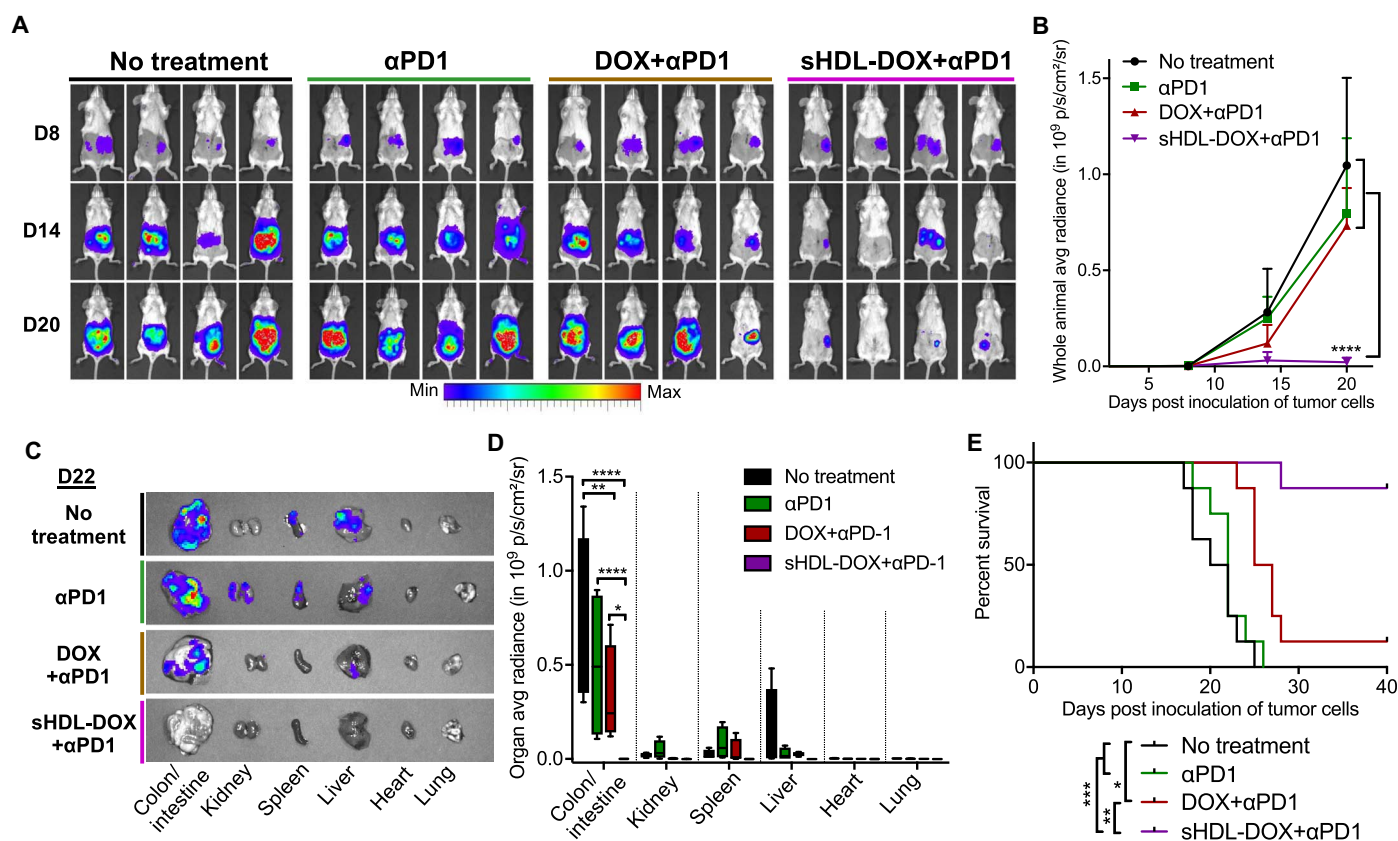 A
No treatment
αPD1
DOX+αPD1
sHDL-DOX+αPD1
D8
D14
D20
Min
Max
B
Whole animal avg radiance (in 10⁹ p/s/cm²/sr)
1.5
1.0
0.5
0.0
5
10
15
20
Days post inoculation of tumor cells
No treatment
αPD1
DOX+αPD1
sHDL-DOX+αPD1
****
C
D22
No
treatment
αPD1
DOX
+αPD1
sHDL-DOX
+αPD1
Colon/
intestine
Kidney
Spleen
Liver
Heart
Lung
D
Organ avg radiance (in 10⁹ p/s/cm²/sr)
1.5
1.0
0.5
0.0
****
**
****
*
No treatment
αPD1
DOX+αPD-1
sHDL-DOX+αPD-1
Colon/
intestine
Kidney
Spleen
Liver
Heart
Lung
E
Percent survival
100
50
0
0
10
20
30
40
Days post inoculation of tumor cells
No treatment
αPD1
DOX+αPD1
sHDL-DOX+αPD1
***
**
*